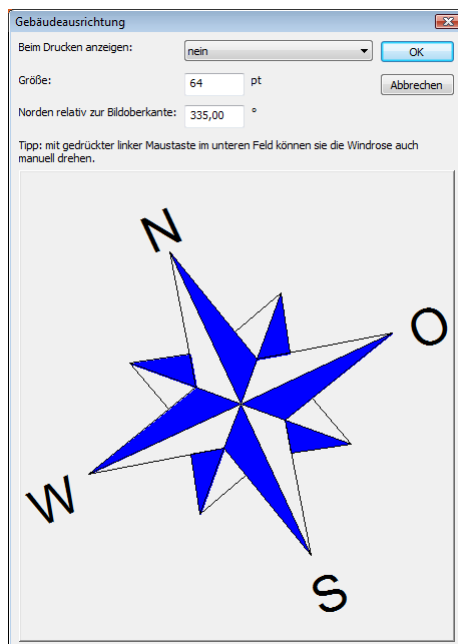 Gebäudeausrichtung
Beim Drucken anzeigen: nein OK
Größe: 64 pt Abbrechen
Norden relativ zur Bildoberkante: 335,00 °
Tipp: mit gedrückter linker Maustaste im unteren Feld können sie die Windrose auch
manuell drehen.
N
O
W
S